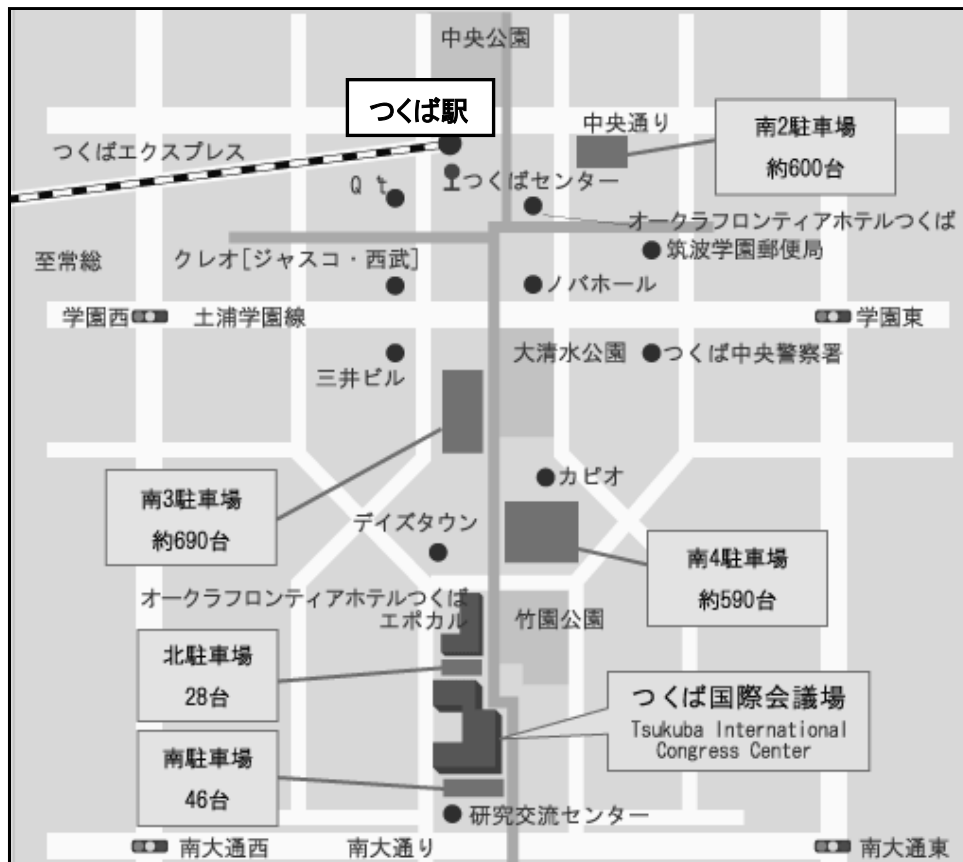 中央公園
つくば駅
中央通り
南2駐車場
約600台
つくばエクスプレス
Q t
つくばセンター
オークラフロンティアホテルつくば
筑波学園郵便局
至常総
クレオ[ジャスコ・西武]
ノバホール
学園西
土浦学園線
学園東
大清水公園
つくば中央警察署
三井ビル
カピオ
南3駐車場
約690台
デイズタウン
南4駐車場
約590台
オークラフロンティアホテルつくば
エポカル
竹園公園
北駐車場
28台
つくば国際会議場
Tsukuba International
Congress Center
南駐車場
46台
研究交流センター
南大通西
南大通り
南大通東